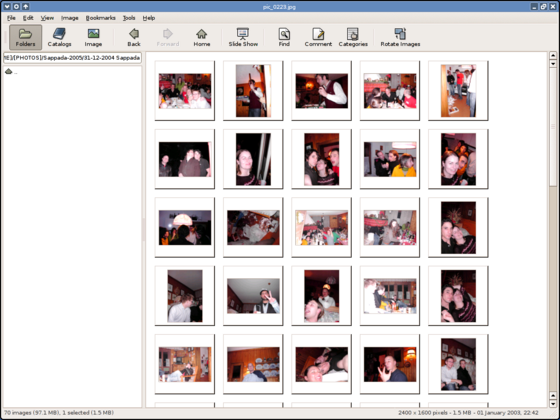 pic_0223.jpg
File Edit View Image Bookmarks Tools Help
Folders Catalogs Image Back Forward Home Slide Show Find Comment Categories Rotate Images
IE]/[PHOTOS]/Sappada-2005/31-12-2004 Sappada
..
70 images (97.1 MB), 1 selected (1.5 MB) 2400 x 1600 pixels - 1.5 MB - 01 January 2003, 22:42